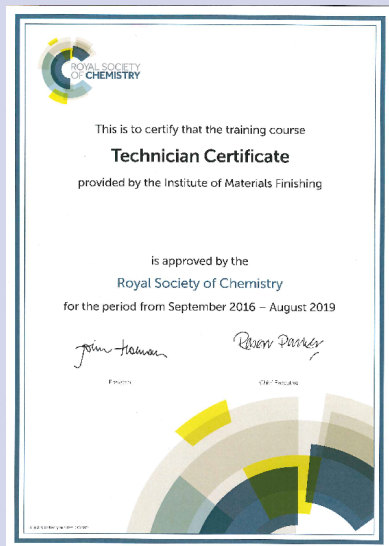 ROYAL SOCIETY
OF CHEMISTRY
This is to certify that the training course
Technician Certificate
provided by the Institute of Materials Finishing
is approved by the
Royal Society of Chemistry
for the period from September 2016 – August 2019
President
Chief Executive